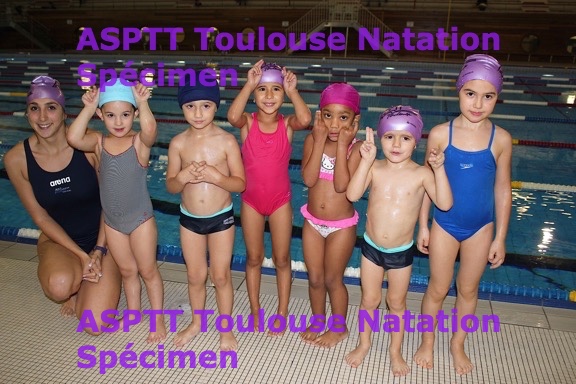 ASPTT Toulouse Natation
Spécimen
arena
ASPTT Toulouse Natation
Spécimen